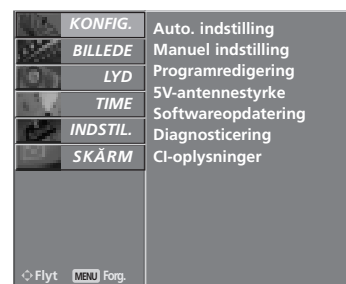 KONFIG.
BILLEDE
LYD
TIME
INDSTIL.
SKĂRM
Auto. indstilling
Manuel indstilling
Programredigering
5V-antennestyrke
Softwareopdatering
Diagnosticering
CI-oplysninger
Flyt MENU Forg.